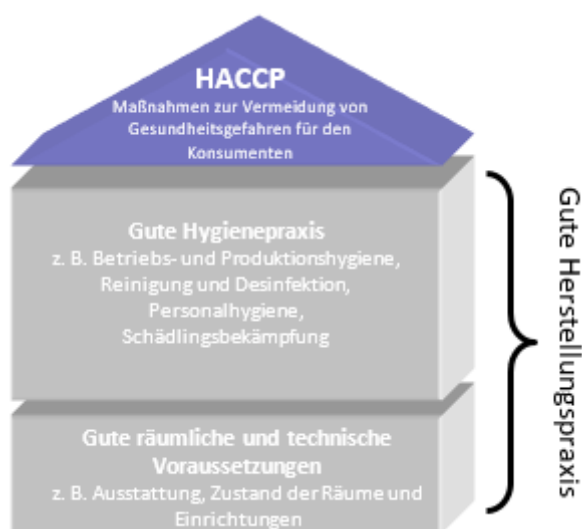 HACCP
Maßnahmen zur Vermeidung von
Gesundheitsgefahren für den
Konsumenten
Gute Hygienepraxis
z. B. Betriebs- und Produktionshygiene,
Reinigung und Desinfektion,
Personalhygiene,
Schädlingsbekämpfung
Gute räumliche und technische
Voraussetzungen
z. B. Ausstattung, Zustand der Räume und
Einrichtungen
Gute Herstellungspraxis